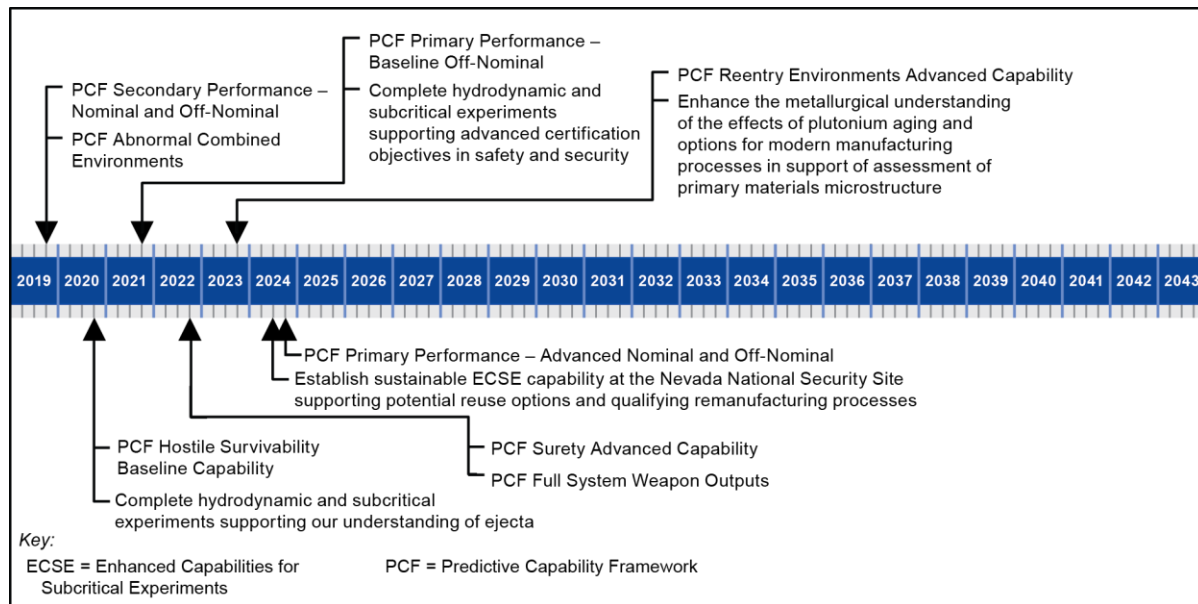 PCF Primary Performance –
Baseline Off-Nominal
Complete hydrodynamic and
subcritical experiments
supporting advanced certification
objectives in safety and security
PCF Secondary Performance –
Nominal and Off-Nominal
PCF Abnormal Combined
Environments
PCF Reentry Environments Advanced Capability
Enhance the metallurgical understanding
of the effects of plutonium aging and
options for modern manufacturing
processes in support of assessment of
primary materials microstructure
2019 2020 2021 2022 2023 2024 2025 2026 2027 2028 2029 2030 2031 2032 2033 2034 2035 2036 2037 2038 2039 2040 2041 2042 2043
PCF Primary Performance – Advanced Nominal and Off-Nominal
Establish sustainable ECSE capability at the Nevada National Security Site
supporting potential reuse options and qualifying remanufacturing processes
PCF Hostile Survivability
Baseline Capability
Complete hydrodynamic and subcritical
experiments supporting our understanding of ejecta
PCF Surety Advanced Capability
PCF Full System Weapon Outputs
Key:
ECSE = Enhanced Capabilities for
Subcritical Experiments
PCF = Predictive Capability Framework